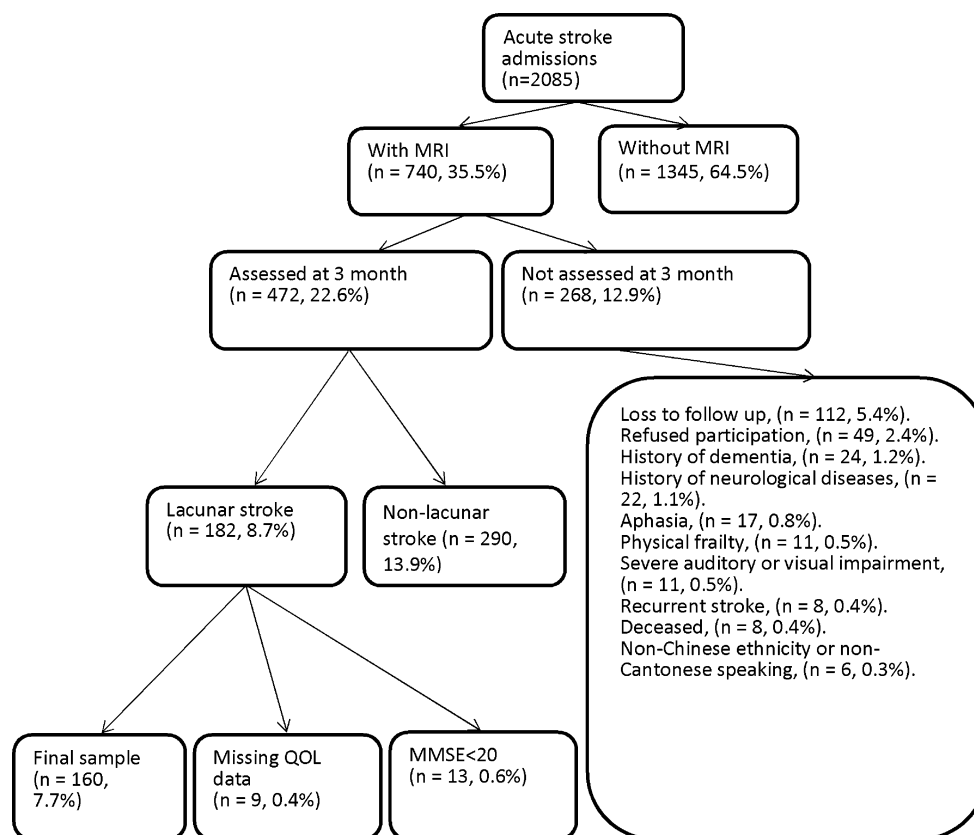 Acute stroke
admissions
(n=2085)
With MRI
(n = 740, 35.5%)
Without MRI
(n = 1345, 64.5%)
Assessed at 3 month
(n = 472, 22.6%)
Not assessed at 3 month
(n = 268, 12.9%)
Loss to follow up, (n = 112, 5.4%).
Refused participation, (n = 49, 2.4%).
History of dementia, (n = 24, 1.2%).
History of neurological diseases, (n =
22, 1.1%).
Aphasia, (n = 17, 0.8%).
Physical frailty, (n = 11, 0.5%).
Severe auditory or visual impairment,
(n = 11, 0.5%).
Recurrent stroke, (n = 8, 0.4%).
Deceased, (n = 8, 0.4%).
Non-Chinese ethnicity or non-
Cantonese speaking, (n = 6, 0.3%).
Lacunar stroke
(n = 182, 8.7%)
Non-lacunar
stroke (n = 290,
13.9%)
Final sample
(n = 160,
7.7%)
Missing QOL
data
(n = 9, 0.4%)
MMSE<20
(n = 13, 0.6%)